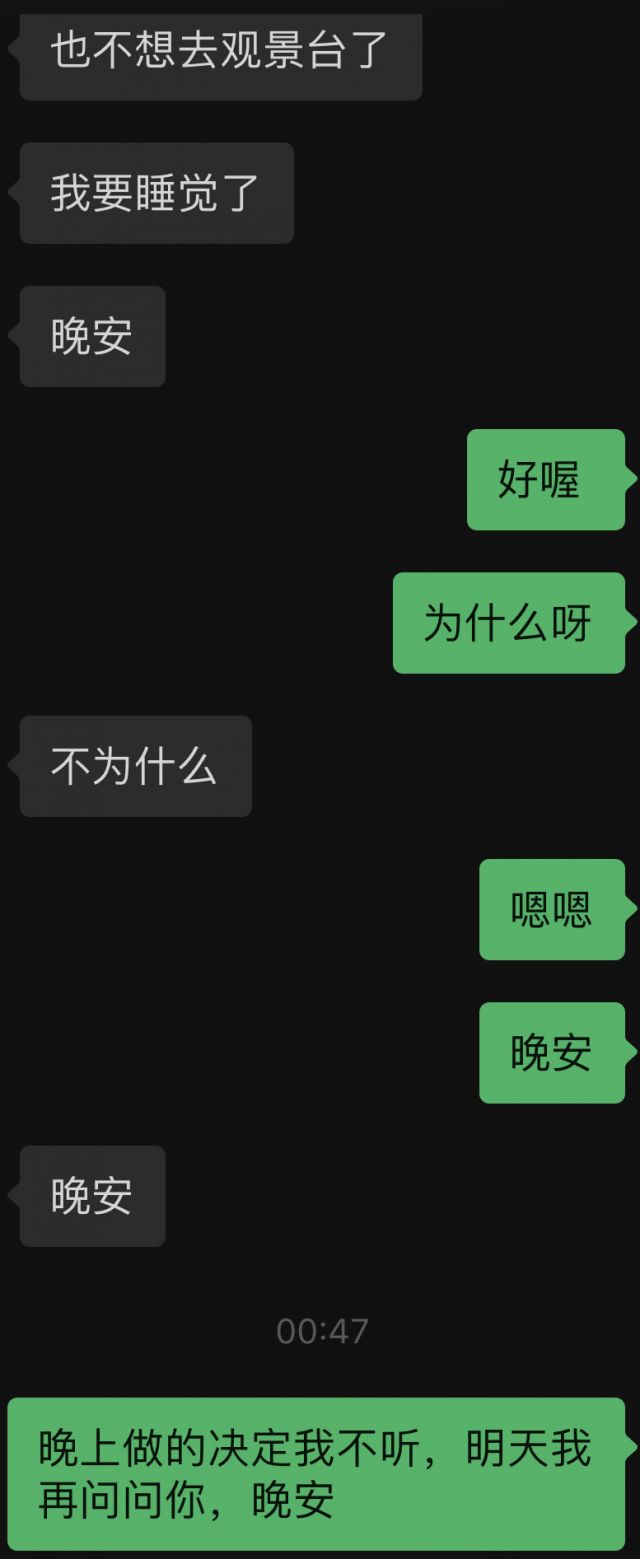 也不想去观景台了
我要睡觉了
晚安
好喔
为什么呀
不为什么
嗯嗯
晚安
晚安
00:47
晚上做的决定我不听，明天我
再问问你，晚安